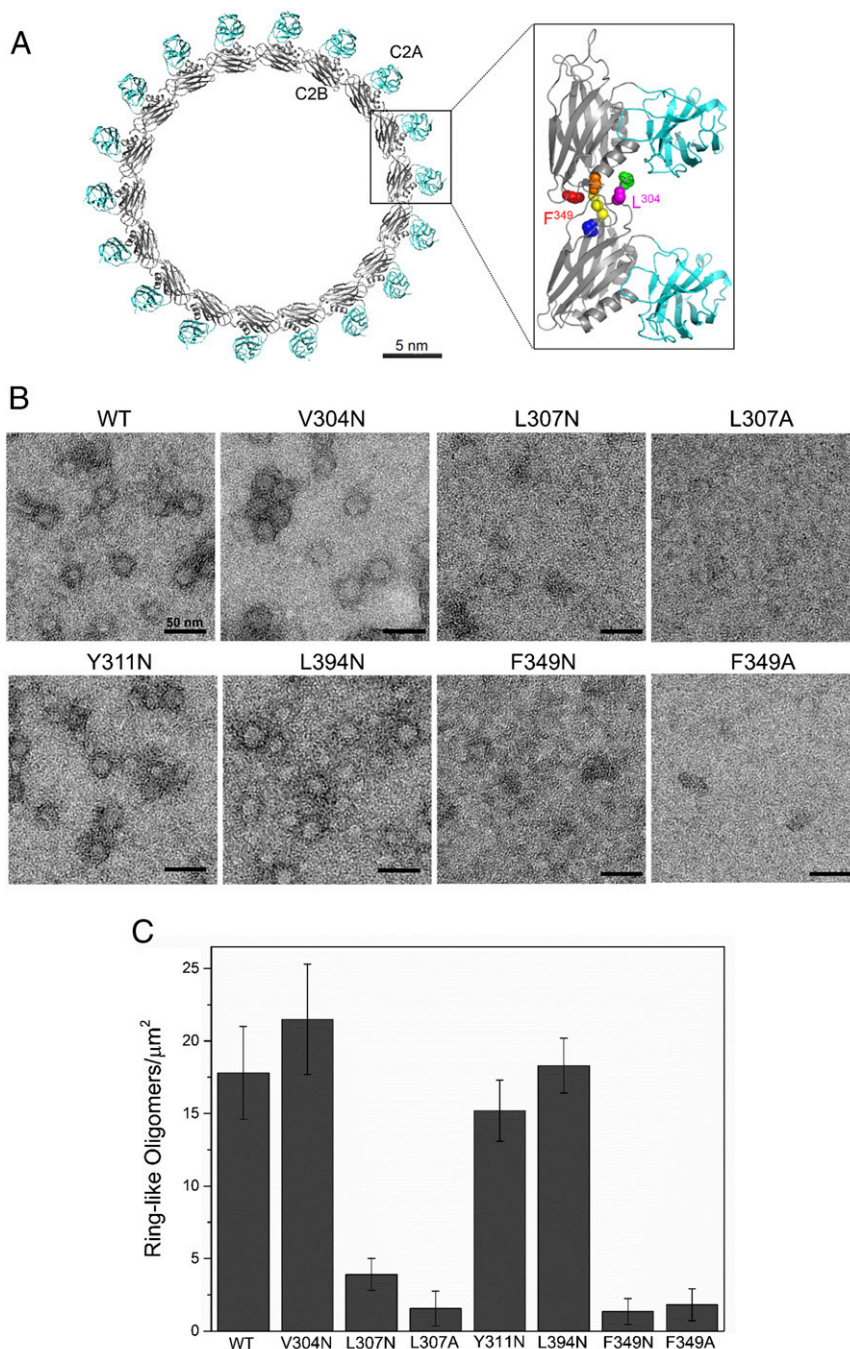 A
C2A
C2B
5 nm
F349
L304
B
WT
V304N
L307N
L307A
50 nm
Y311N
L394N
F349N
F349A
C
Ring-like Oligomers/μm²
25
20
15
10
5
0
WT
V304N
L307N
L307A
Y311N
L394N
F349N
F349A